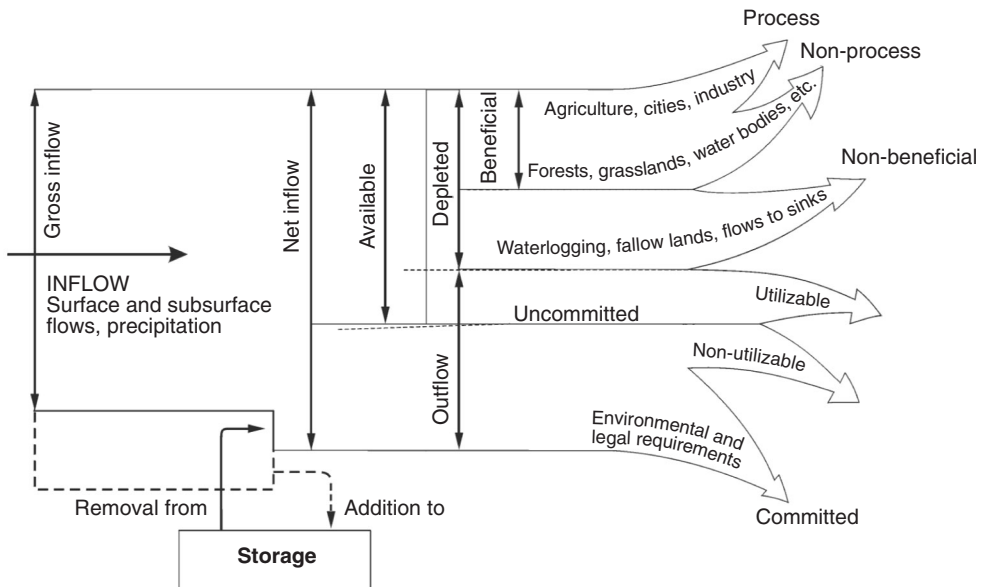 Process
Non-process
Agriculture, cities, industry
Forests, grasslands, water bodies, etc.
Non-beneficial
Waterlogging, fallow lands, flows to sinks
Gross inflow
Net inflow
Available
Depleted
Beneficial
INFLOW
Surface and subsurface
flows, precipitation
Uncommitted
Utilizable
Non-utilizable
Outflow
Environmental and
legal requirements
Committed
Removal from
Addition to
Storage